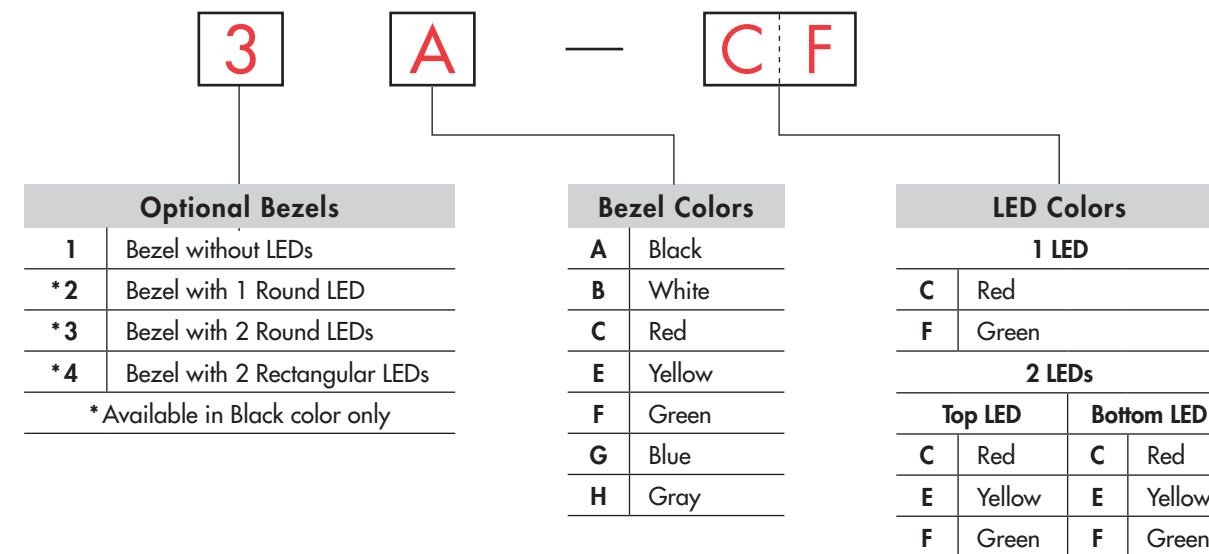 3 A — C F
Optional Bezels
1 Bezel without LEDs
*2 Bezel with 1 Round LED
*3 Bezel with 2 Round LEDs
*4 Bezel with 2 Rectangular LEDs
*Available in Black color only
Bezel Colors
A Black
B White
C Red
E Yellow
F Green
G Blue
H Gray
LED Colors
1 LED
C Red
F Green
2 LEDs
Top LED Bottom LED
C Red C Red
E Yellow E Yellow
F Green F Green